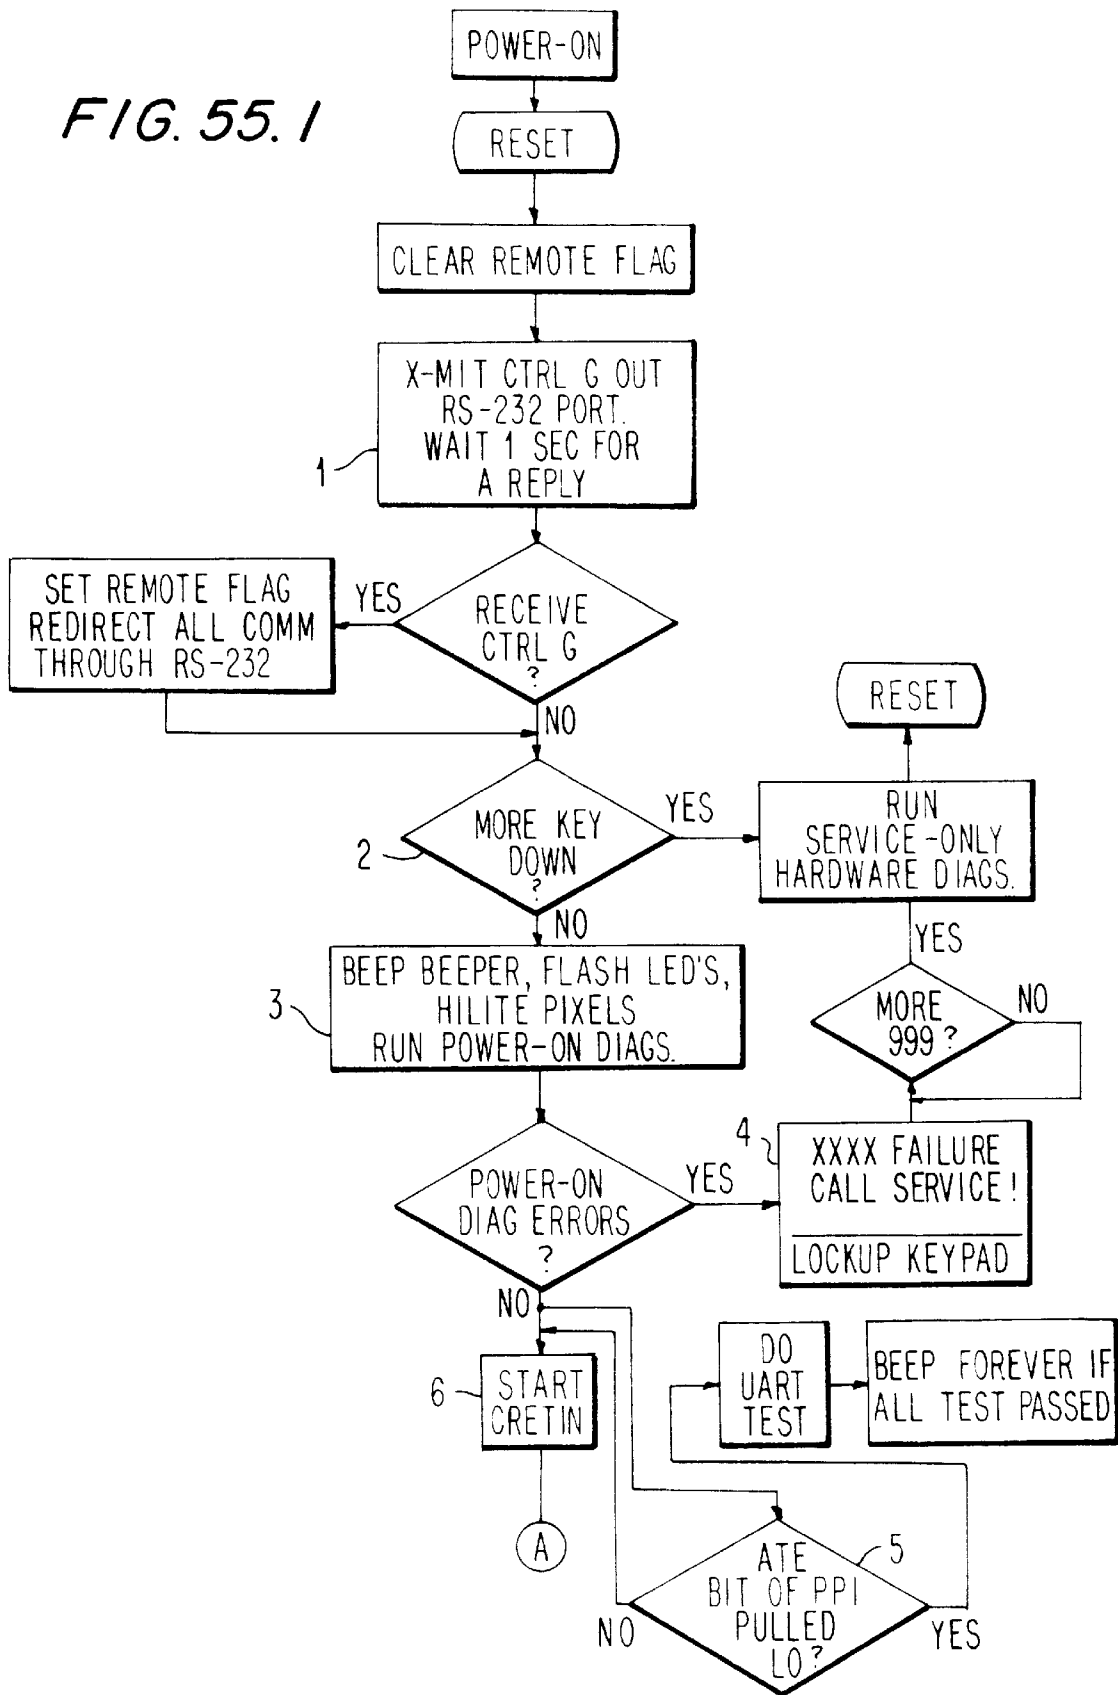 POWER-ON
FIG. 55.1
RESET
CLEAR REMOTE FLAG
X-MIT CTRL G OUT
RS-232 PORT.
WAIT 1 SEC FOR
A REPLY
1
SET REMOTE FLAG
REDIRECT ALL COMM
THROUGH RS-232
YES
RECEIVE
CTRL G
?
NO
RESET
MORE KEY
DOWN
?
2
YES
RUN
SERVICE-ONLY
HARDWARE DIAGS.
NO
YES
BEEP BEEPER, FLASH LED'S,
HILITE PIXELS
RUN POWER-ON DIAGS.
3
MORE
999?
NO
POWER-ON
DIAG ERRORS
?
YES
4
XXXX FAILURE
CALL SERVICE!
LOCKUP KEYPAD
NO
6
START
CRETIN
DO
UART
TEST
BEEP FOREVER IF
ALL TEST PASSED
A
ATE
BIT OF PPI
PULLED
LO?
5
NO
YES